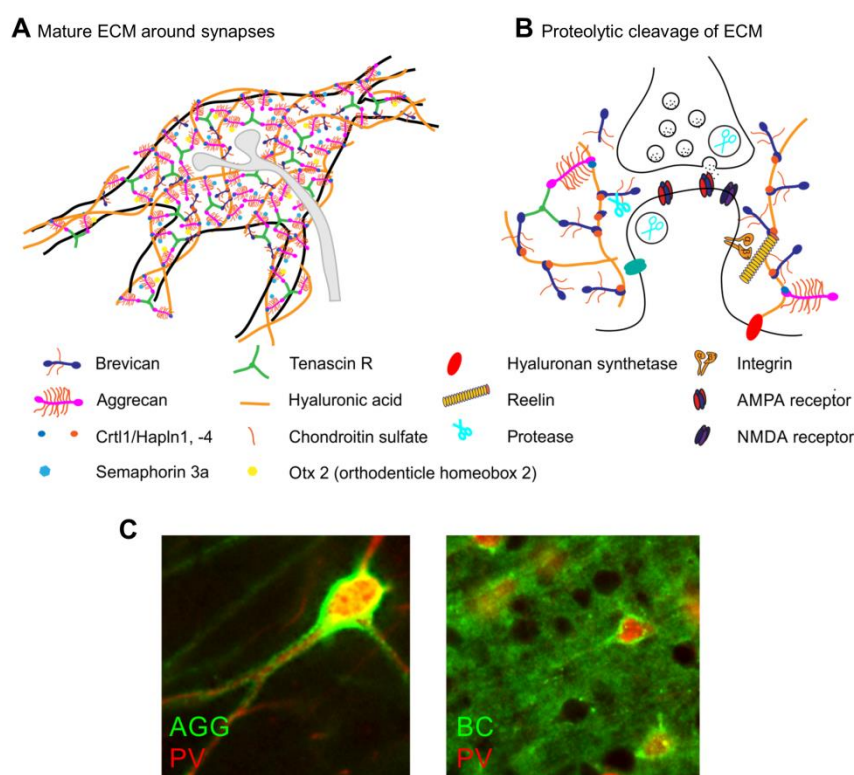 A Mature ECM around synapses
B Proteolytic cleavage of ECM
Brevican
Tenascin R
Hyaluronan synthetase
Integrin
Aggrecan
Hyaluronic acid
Reelin
AMPA receptor
Crtl1/Hapln1, -4
Chondroitin sulfate
Protease
NMDA receptor
Semaphorin 3a
Otx 2 (orthodenticle homeobox 2)
C
AGG
PV
BC
PV